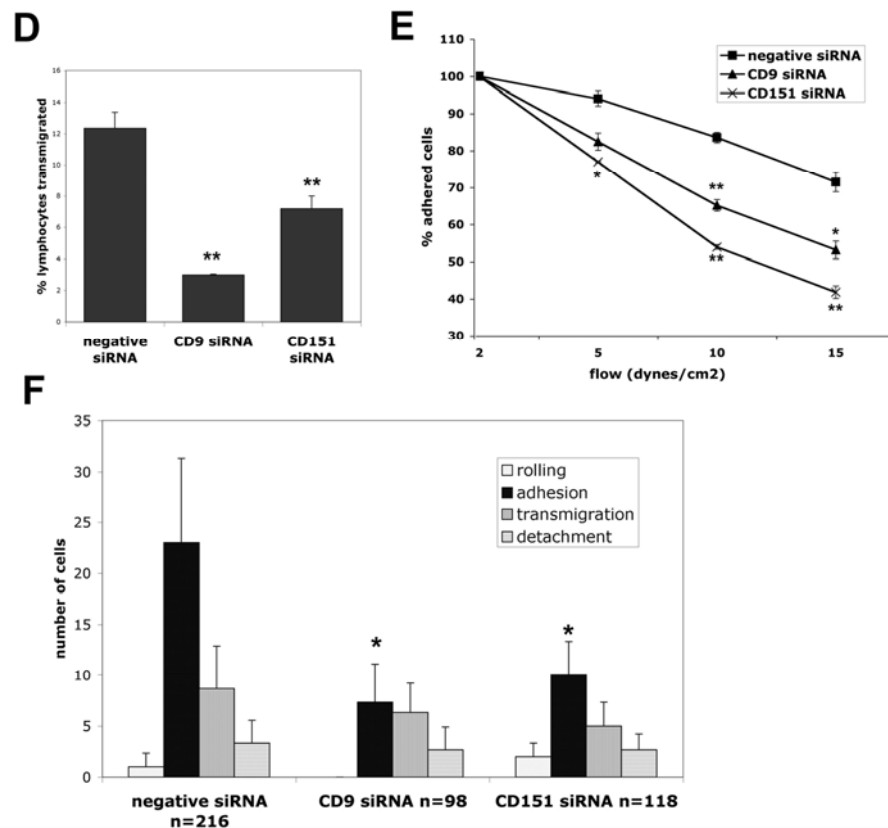 D
% lymphocytes transmigrated
16
14
12
10
8
6
4
2
0
**
**
negative siRNA
CD9 siRNA
CD151 siRNA
E
% adhered cells
110
100
90
80
70
60
50
40
30
negative siRNA
CD9 siRNA
CD151 siRNA
*
**
**
*
**
2
5
10
15
flow (dynes/cm2)
F
number of cells
35
30
25
20
15
10
5
0
rolling
adhesion
transmigration
detachment
*
*
negative siRNA
n=216
CD9 siRNA n=98
CD151 siRNA n=118